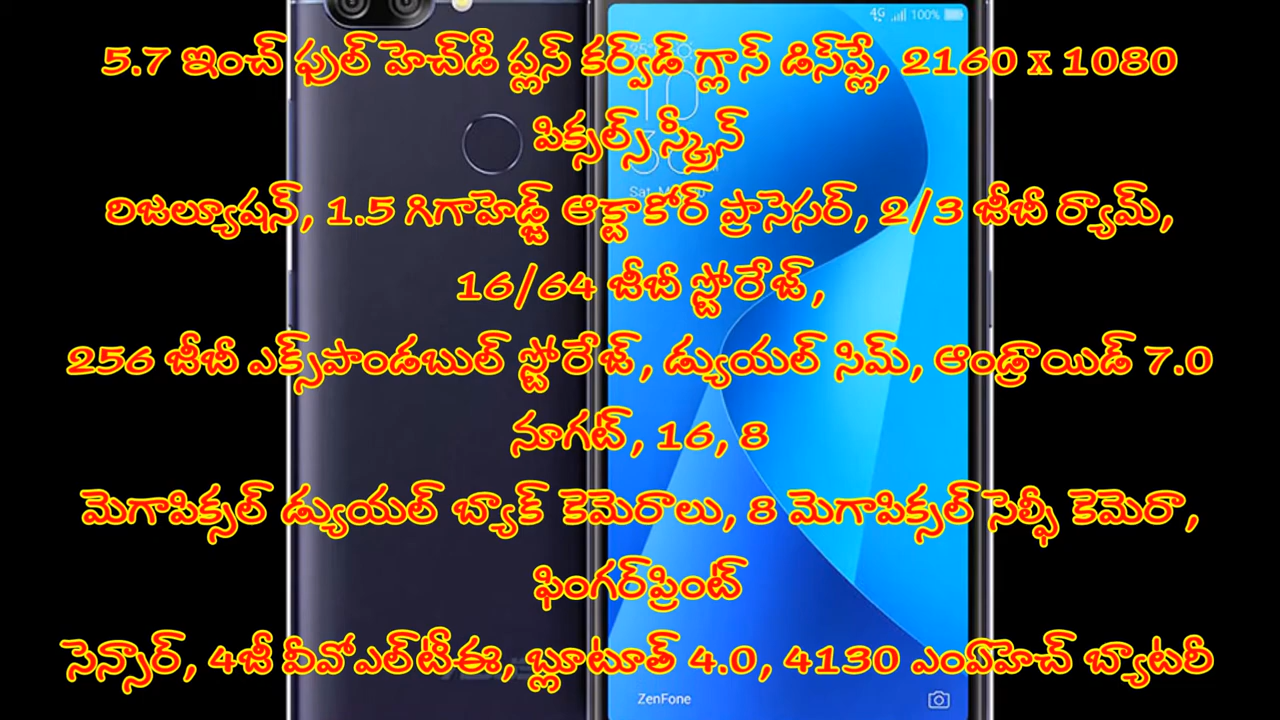 4G 100%
5.7 ఇంచ్ ఫుల్ హెచ్‌డీ ప్లస్ కర్వ్‌డ్ గ్లాస్ డిస్‌ప్లే, 2160 x 1080
పిక్సల్స్ స్క్రీన్
రిజల్యూషన్, 1.5 గిగాహెడ్జ్ ఆక్టాకోర్ ప్రాసెసర్, 2/3 జీబీ ర్యామ్,
16/64 జీబీ స్టోరేజ్,
256 జీబీ ఎక్స్‌పాండబుల్ స్టోరేజ్, డ్యుయల్ సిమ్, ఆండ్రాయిడ్ 7.0
నూగట్, 16, 8
మెగాపిక్సల్ డ్యుయల్ బ్యాక్ కెమెరాలు, 8 మెగాపిక్సల్ సెల్ఫీ కెమెరా,
ఫింగర్‌ప్రింట్
సెన్సార్, 4జీ వీవోఎల్‌టీఈ, బ్లూటూత్ 4.0, 4130 ఎంఏహెచ్ బ్యాటరీ
ZenFone